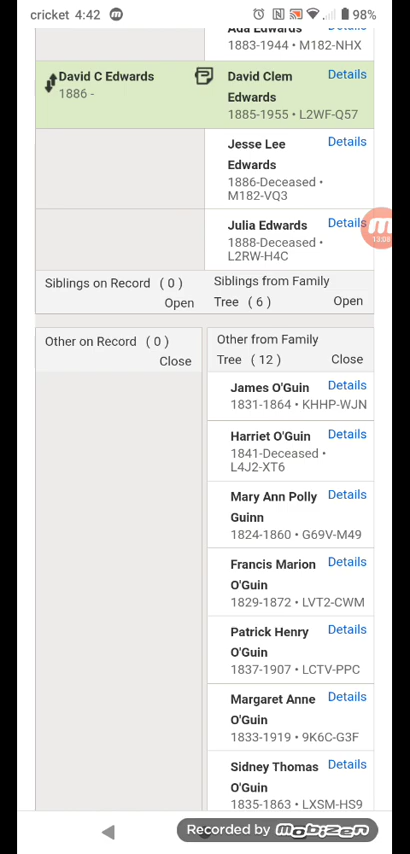 cricket 4:42 m 98%
Ada Edwards
1883-1944 • M182-NHX
David C Edwards
1886 -
David Clem Details
Edwards
1885-1955 • L2WF-Q57
Jesse Lee Details
Edwards
1886-Deceased •
M182-VQ3
Julia Edwards Details
1888-Deceased •
L2RW-H4C
m
13:08
Siblings on Record ( 0 )
Open
Siblings from Family
Tree ( 6 ) Open
Other on Record ( 0 )
Close
Other from Family
Tree ( 12 ) Close
James O'Guin Details
1831-1864 • KHHP-WJN
Harriet O'Guin Details
1841-Deceased •
L4J2-XT6
Mary Ann Polly Details
Guinn
1824-1860 • G69V-M49
Francis Marion Details
O'Guin
1829-1872 • LVT2-CWM
Patrick Henry Details
O'Guin
1837-1907 • LCTV-PPC
Margaret Anne Details
O'Guin
1833-1919 • 9K6C-G3F
Sidney Thomas Details
O'Guin
1835-1863 • LXSM-HS9
Recorded by mobizen